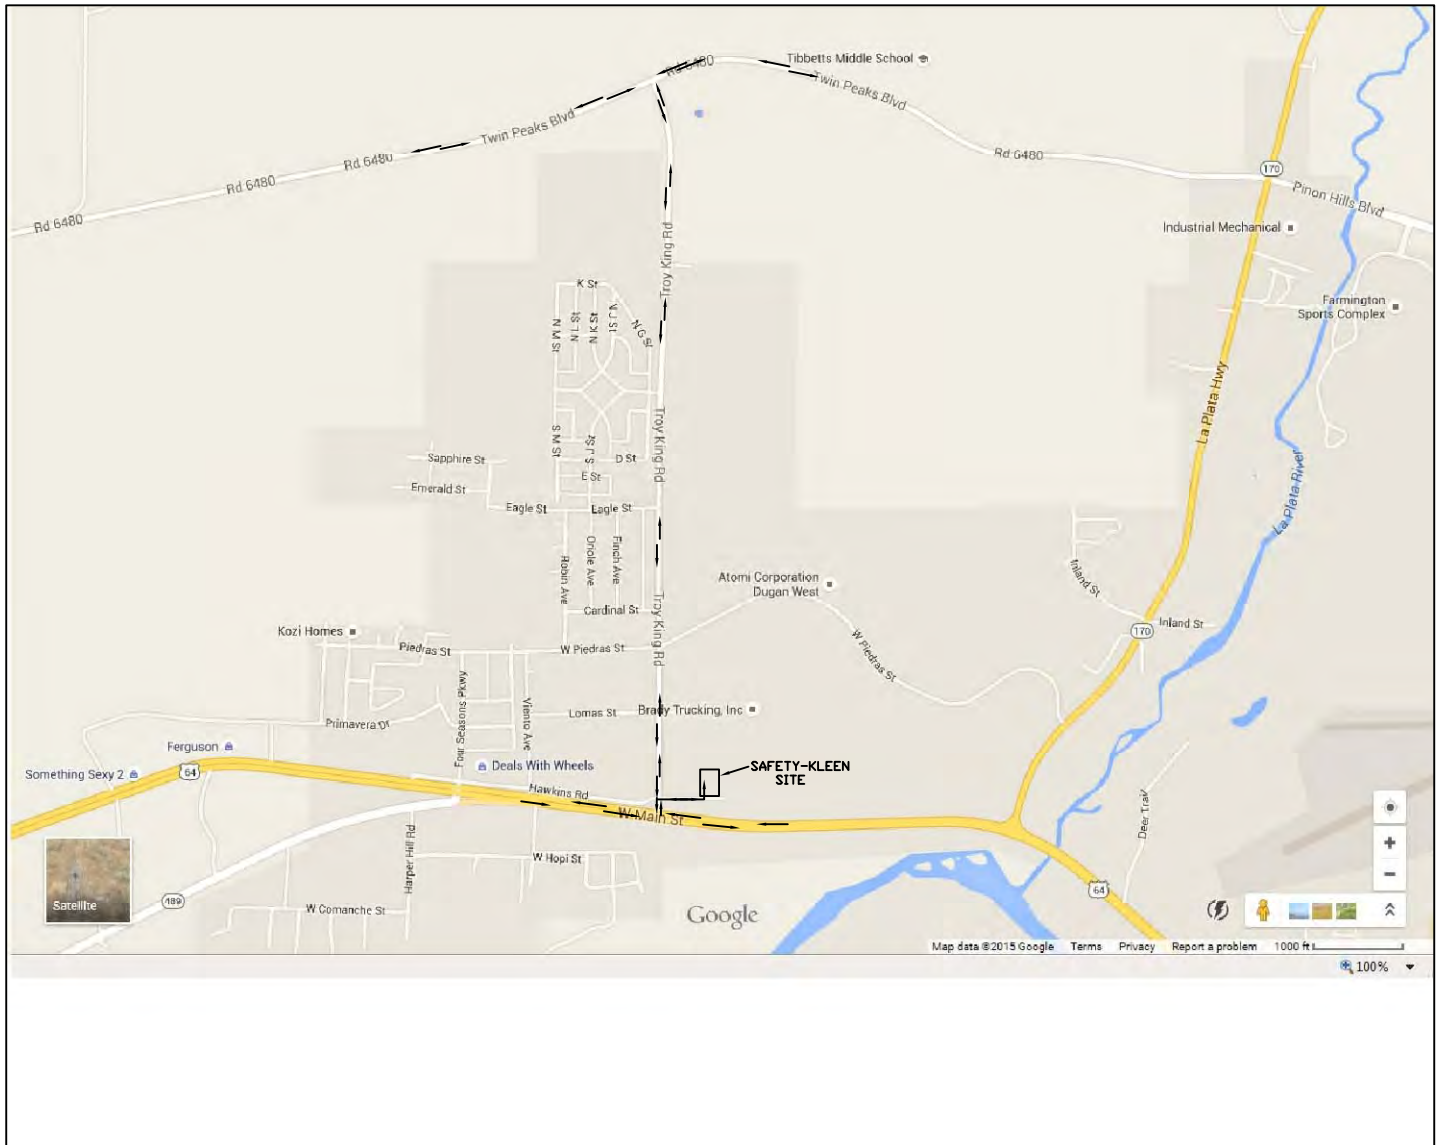 Tibbetts Middle School
Rd 6480
Twin Peaks Blvd
Twin Peaks Blvd
Rd 6480
Rd 6480
Rd 6480
Rd 6480
170
Pinon Hills Blvd
Industrial Mechanical
Troy King Rd
K St
N M St
N L St
N K St
N J St
N G St
Farmington
Sports Complex
La Plata Hwy
Troy King Rd
S M St
S J St
D St
E St
Sapphire St
Emerald St
Eagle St
Eagle St
La Plata River
Robin Ave
Oriole Ave
Finch Ave
Cardinal St
Troy King Rd
Atomi Corporation
Dugan West
Inland St
Inland St
170
Kozi Homes
Piedras St
W Piedras St
W Piedras St
Four Seasons Pkwy
Viento Ave
Lomas St
Brady Trucking, Inc
Primavera Dr
Ferguson
Something Sexy 2
64
Deals With Wheels
SAFETY-KLEEN
SITE
Hawkins Rd
W Main St
Deer Trail
Harper Hill Rd
W Hopi St
W Comanche St
489
64
Satellite
Google
Map data ©2015 Google
Terms
Privacy
Report a problem
1000 ft
100%